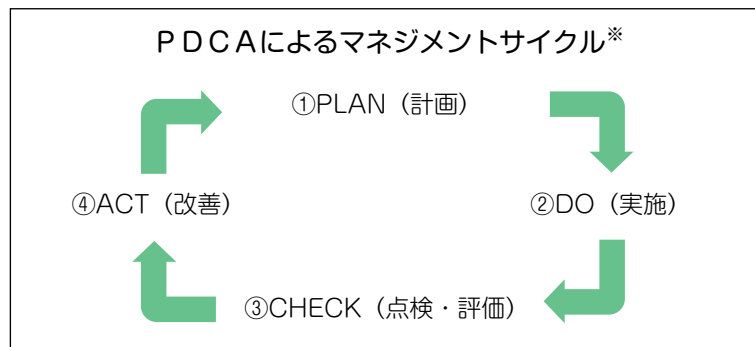 PDCAによるマネジメントサイクル※
①PLAN（計画）
②DO（実施）
③CHECK（点検・評価）
④ACT（改善）